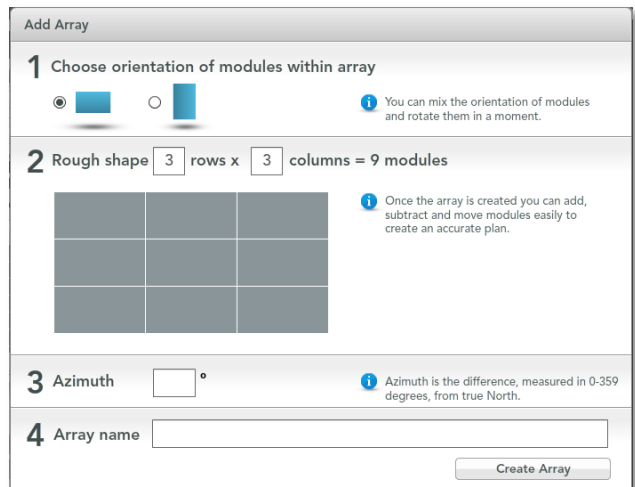 Add Array
1 Choose orientation of modules within array
You can mix the orientation of modules
and rotate them in a moment.
2 Rough shape 3 rows x 3 columns = 9 modules
Once the array is created you can add,
subtract and move modules easily to
create an accurate plan.
3 Azimuth °
Azimuth is the difference, measured in 0-359
degrees, from true North.
4 Array name
Create Array